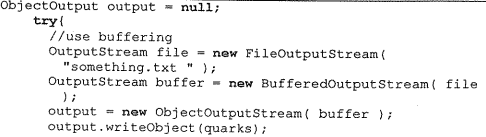 ObjectOutput output = null;
try{
//use buffering
OutputStream file = new FileOutputStream(
"something.txt " );
OutputStream buffer = new BufferedOutputStream( file
);
output = new ObjectOutputStream( buffer );
output.writeObject(quarks);